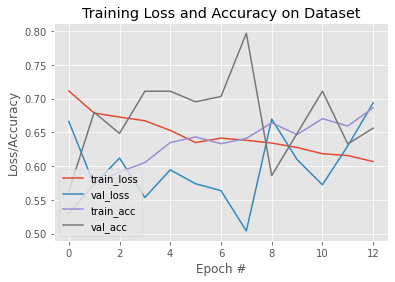 Training Loss and Accuracy on Dataset
Loss/Accuracy
0.80
0.75
0.70
0.65
0.60
0.55
0.50
train_loss
val_loss
train_acc
val_acc
0 2 4 6 8 10 12
Epoch #